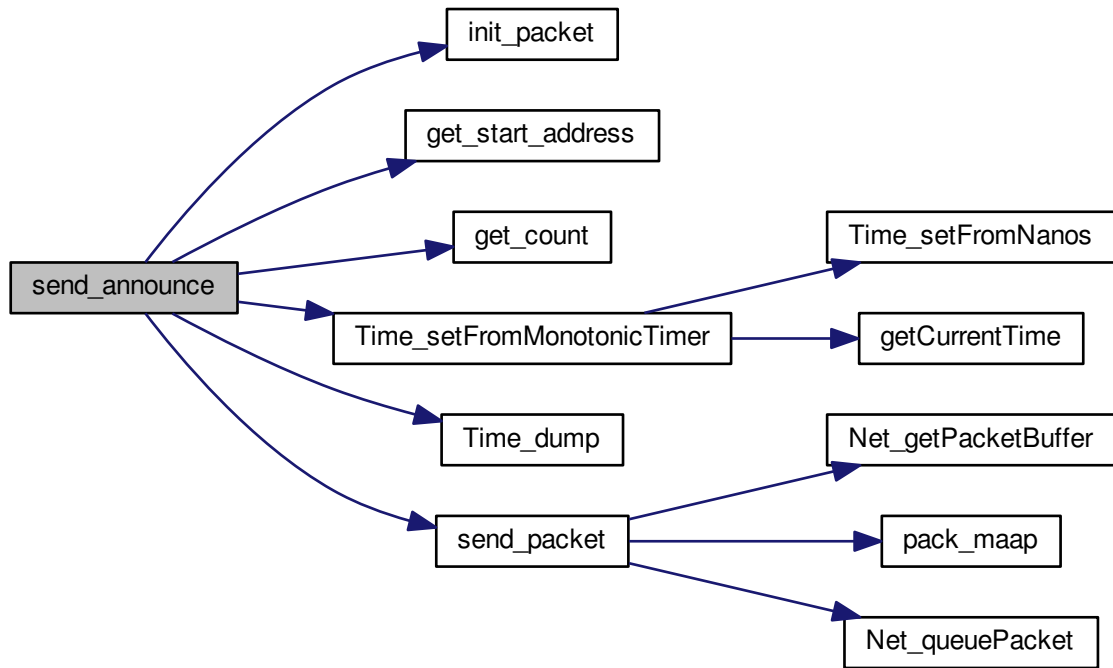 init_packet
get_start_address
get_count
Time_setFromNanos
send_announce
Time_setFromMonotonicTimer
getCurrentTime
Time_dump
Net_getPacketBuffer
send_packet
pack_maap
Net_queuePacket